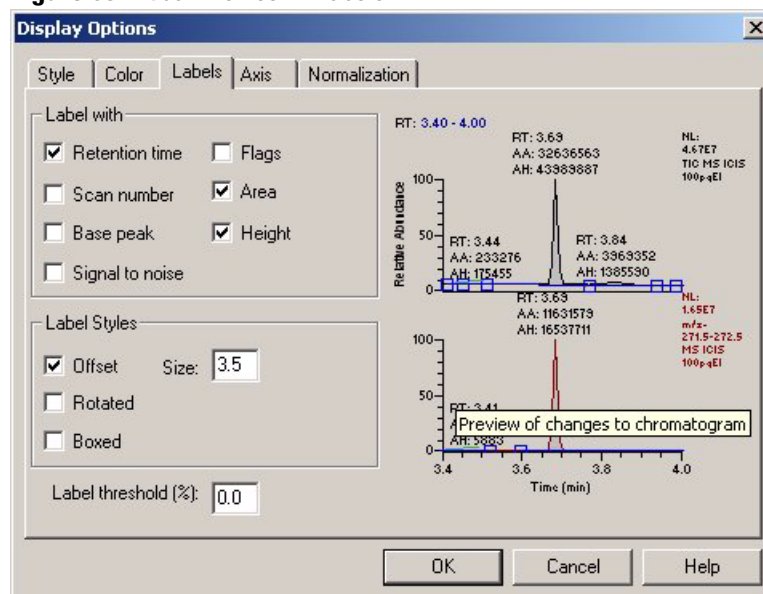 Display Options
Style Color Labels Axis Normalization
Label with
Retention time Flags
Scan number Area
Base peak Height
Signal to noise
Label Styles
Offset Size: 3.5
Rotated
Boxed
Label threshold (%): 0.0
RT: 3.40 - 4.00
RT: 3.69
AA: 32636563
AH: 43989887
NL:
4.67E7
TIC MS ICIS
100pqEI
Relative Abundance
100
50
0
RT: 3.44
AA: 233276
AH: 175455
RT: 3.84
AA: 3969352
AH: 1385590
RT: 3.69
AA: 11631579
AH: 16537711
NL:
1.65E7
m/z=
271.5-272.5
MS ICIS
100pqEI
100
50
0
RT: 3.41
Preview of changes to chromatogram
AH: 5883
3.4 3.6 3.8 4.0
Time (min)
OK Cancel Help